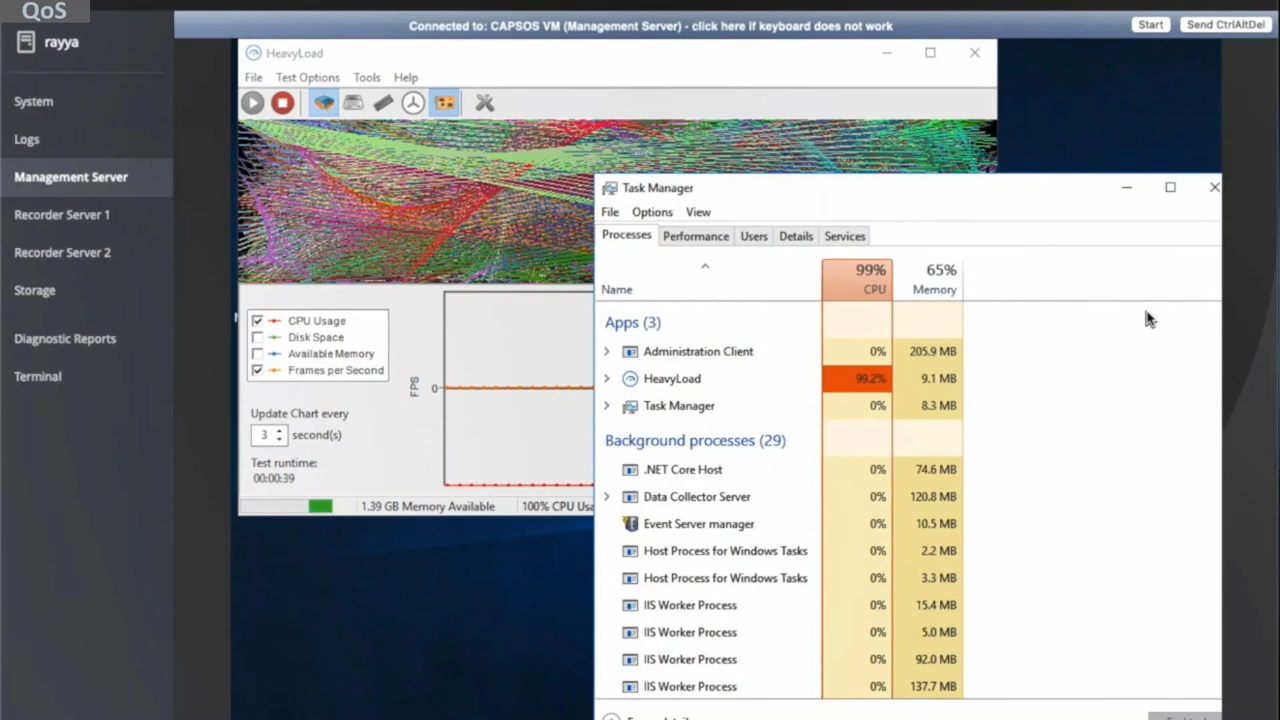 QoS
rayya
System
Logs
Management Server
Recorder Server 1
Recorder Server 2
Storage
Diagnostic Reports
Terminal
Connected to: CAPSOS VM (Management Server) - click here if keyboard does not work
Start
Send CtrlAltDel
HeavyLoad
File Test Options Tools Help
CPU Usage
Disk Space
Available Memory
Frames per Second
Update Chart every
3 second(s)
Test runtime:
00:00:39
FPS
0
1.39 GB Memory Available
100% CPU
Task Manager
File Options View
Processes Performance Users Details Services
99% 65%
Name CPU Memory
Apps (3)
Administration Client 0% 205.9 MB
HeavyLoad 99.2% 9.1 MB
Task Manager 0% 8.3 MB
Background processes (29)
.NET Core Host 0% 74.6 MB
Data Collector Server 0% 120.8 MB
Event Server manager 0% 10.5 MB
Host Process for Windows Tasks 0% 2.2 MB
Host Process for Windows Tasks 0% 3.3 MB
IIS Worker Process 0% 15.4 MB
IIS Worker Process 0% 5.0 MB
IIS Worker Process 0% 92.0 MB
IIS Worker Process 0% 137.7 MB